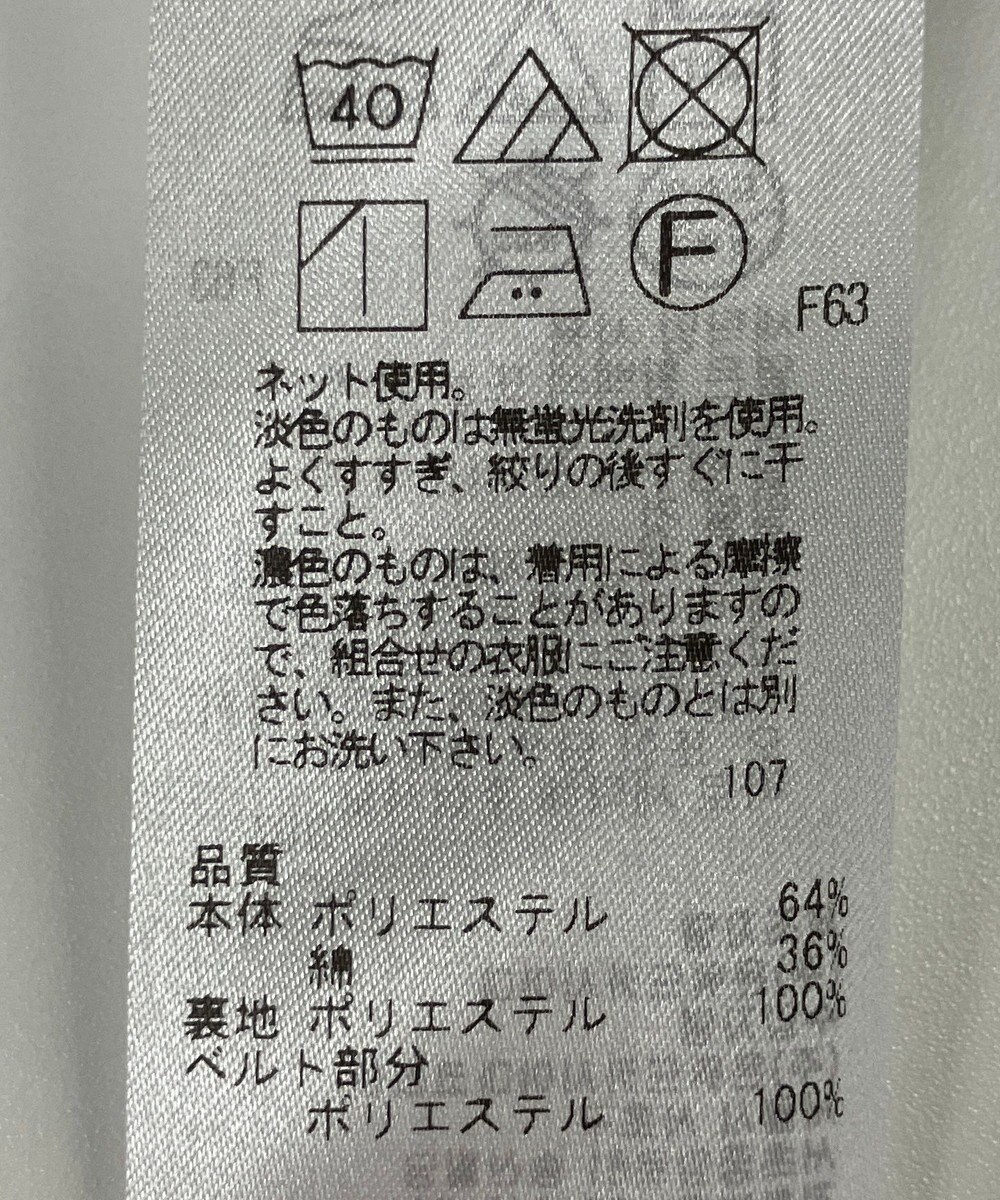 40
F
F63
ネット使用。
淡色のものは無蛍光洗剤を使用。
よくすすぎ、絞りの後すぐに干
すこと。
濃色のものは、着用による摩擦
で色落ちすることがありますの
で、組合せの衣服にご注意くだ
さい。また、淡色のものとは別
にお洗い下さい。
107
品質
本体 ポリエステル 64%
綿 36%
裏地 ポリエステル 100%
ベルト部分
ポリエステル 100%